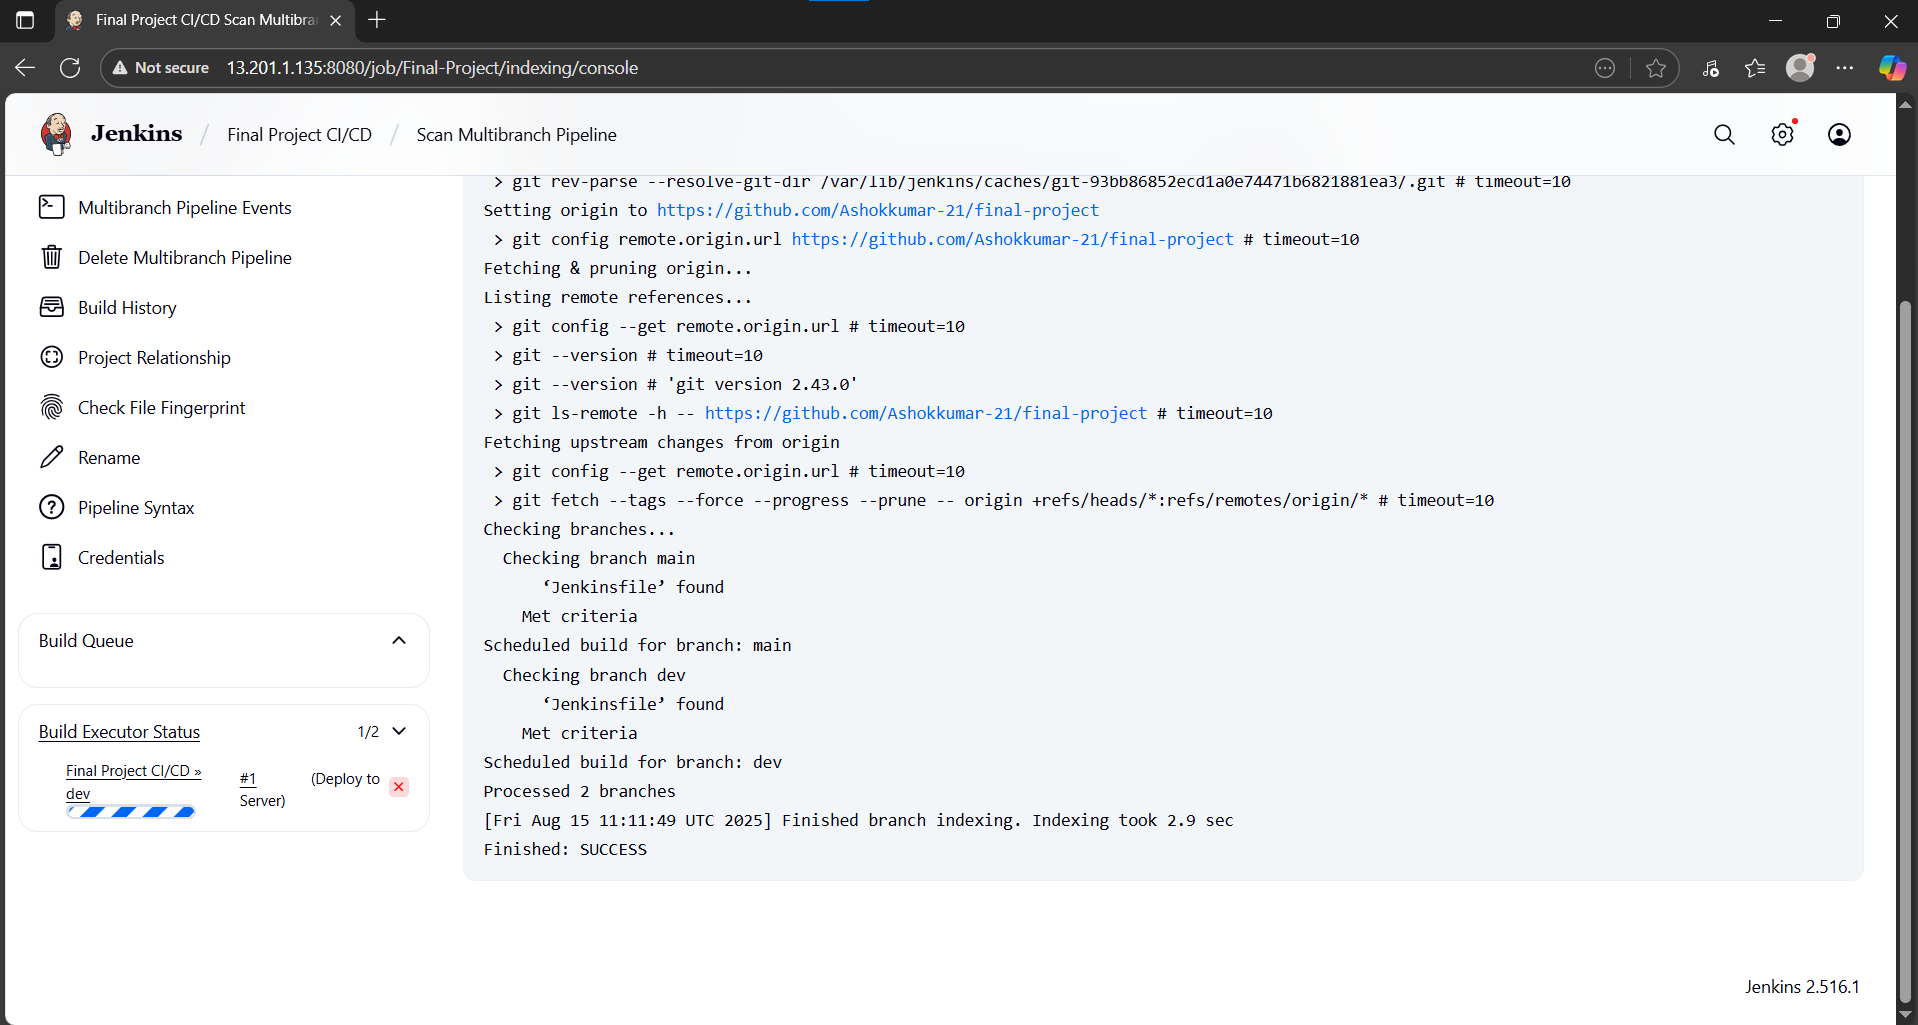 Final Project CI/CD Scan Multibra
Not secure 13.201.1.135:8080/job/Final-Project/indexing/console
Jenkins / Final Project CI/CD / Scan Multibranch Pipeline
Multibranch Pipeline Events
Delete Multibranch Pipeline
Build History
Project Relationship
Check File Fingerprint
Rename
Pipeline Syntax
Credentials
Build Queue
Build Executor Status 1/2
Final Project CI/CD » dev
#1 (Deploy to Server)
> git rev-parse --resolve-git-dir /var/lib/jenkins/caches/git-93bb86852ecd1a0e74471b6821881ea3/.git # timeout=10
Setting origin to https://github.com/Ashokkumar-21/final-project
> git config remote.origin.url https://github.com/Ashokkumar-21/final-project # timeout=10
Fetching & pruning origin...
Listing remote references...
> git config --get remote.origin.url # timeout=10
> git --version # timeout=10
> git --version # 'git version 2.43.0'
> git ls-remote -h -- https://github.com/Ashokkumar-21/final-project # timeout=10
Fetching upstream changes from origin
> git config --get remote.origin.url # timeout=10
> git fetch --tags --force --progress --prune -- origin +refs/heads/*:refs/remotes/origin/* # timeout=10
Checking branches...
Checking branch main
‘Jenkinsfile’ found
Met criteria
Scheduled build for branch: main
Checking branch dev
‘Jenkinsfile’ found
Met criteria
Scheduled build for branch: dev
Processed 2 branches
[Fri Aug 15 11:11:49 UTC 2025] Finished branch indexing. Indexing took 2.9 sec
Finished: SUCCESS
Jenkins 2.516.1